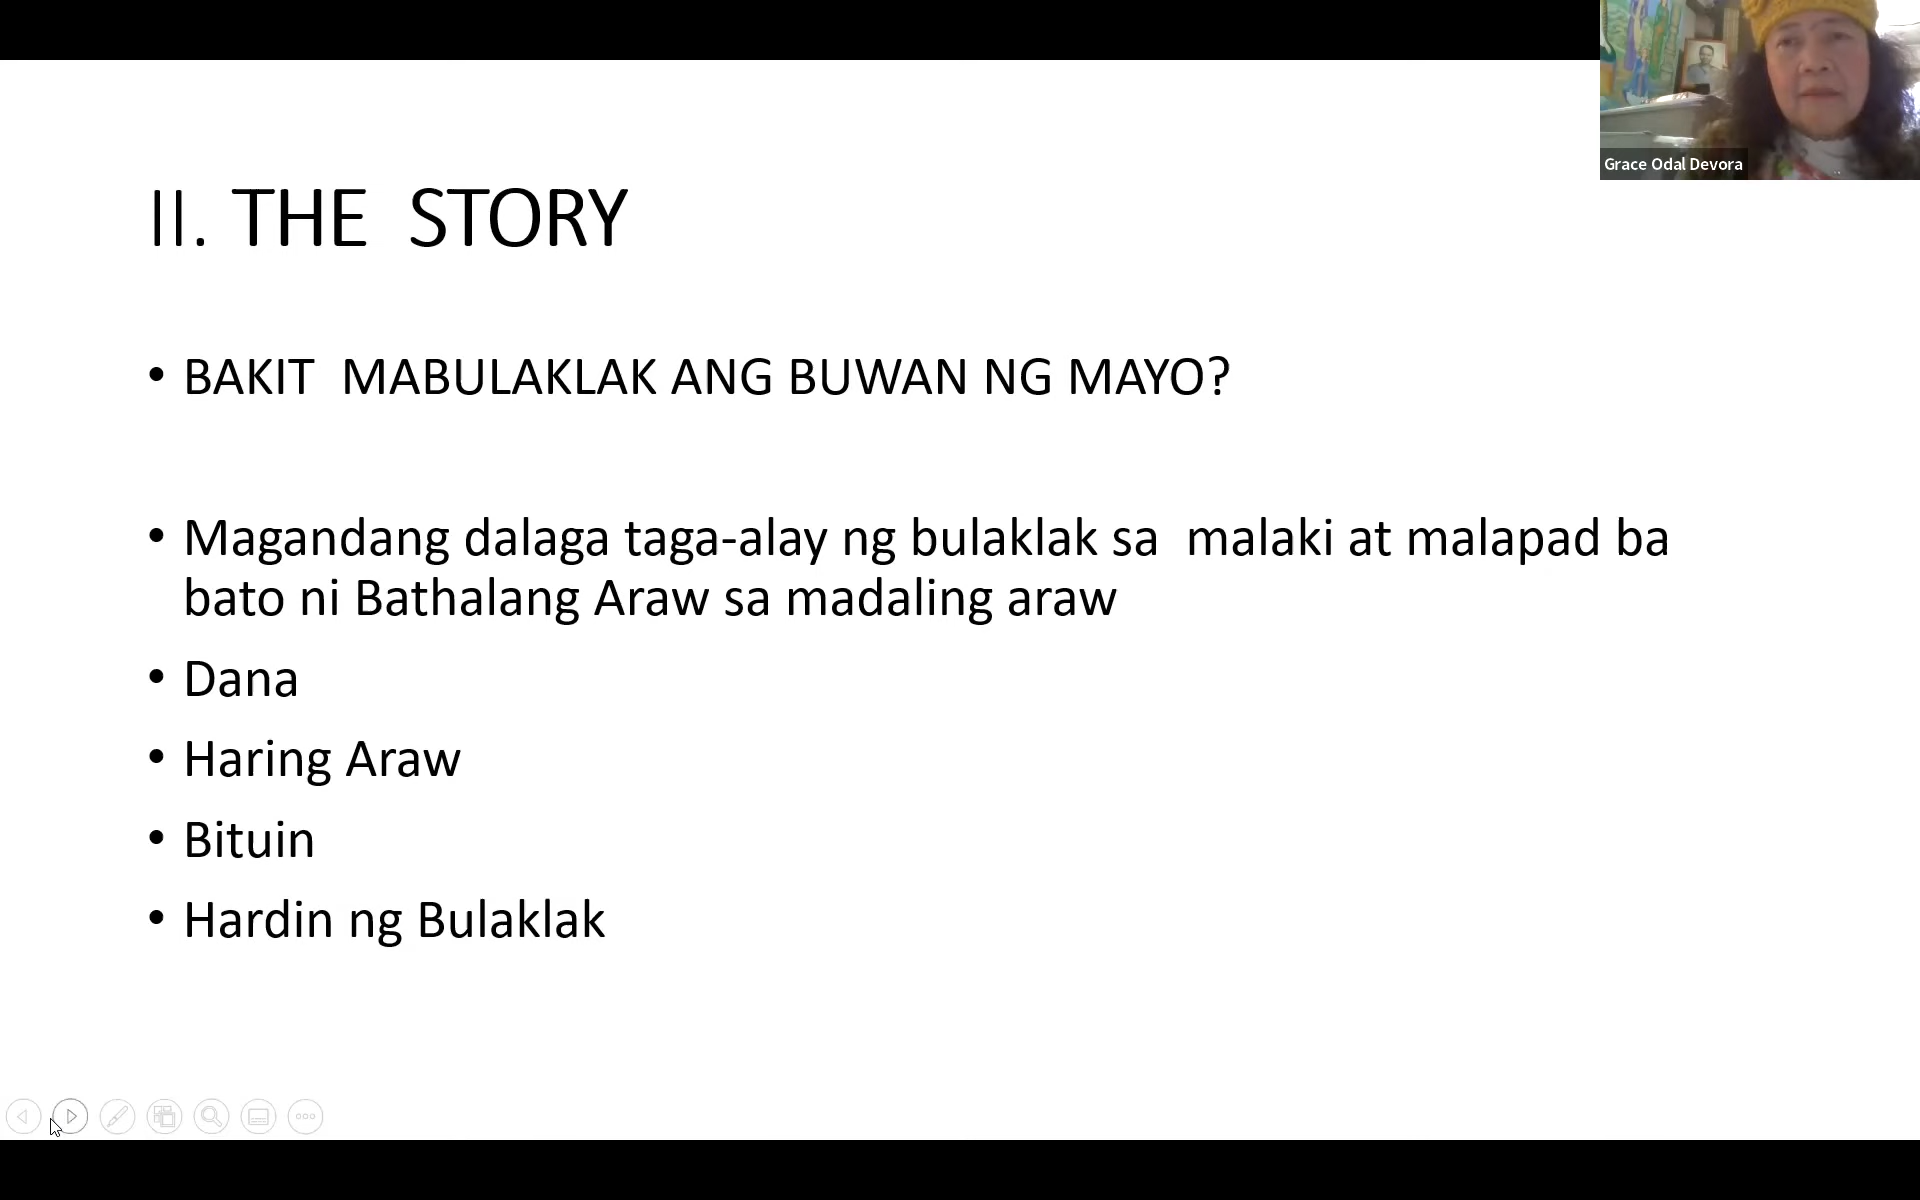 Grace Odal Devora
II. THE STORY
• BAKIT MABULAKLAK ANG BUWAN NG MAYO?
• Magandang dalaga taga-alay ng bulaklak sa malaki at malapad ba
bato ni Bathalang Araw sa madaling araw
• Dana
• Haring Araw
• Bituin
• Hardin ng Bulaklak